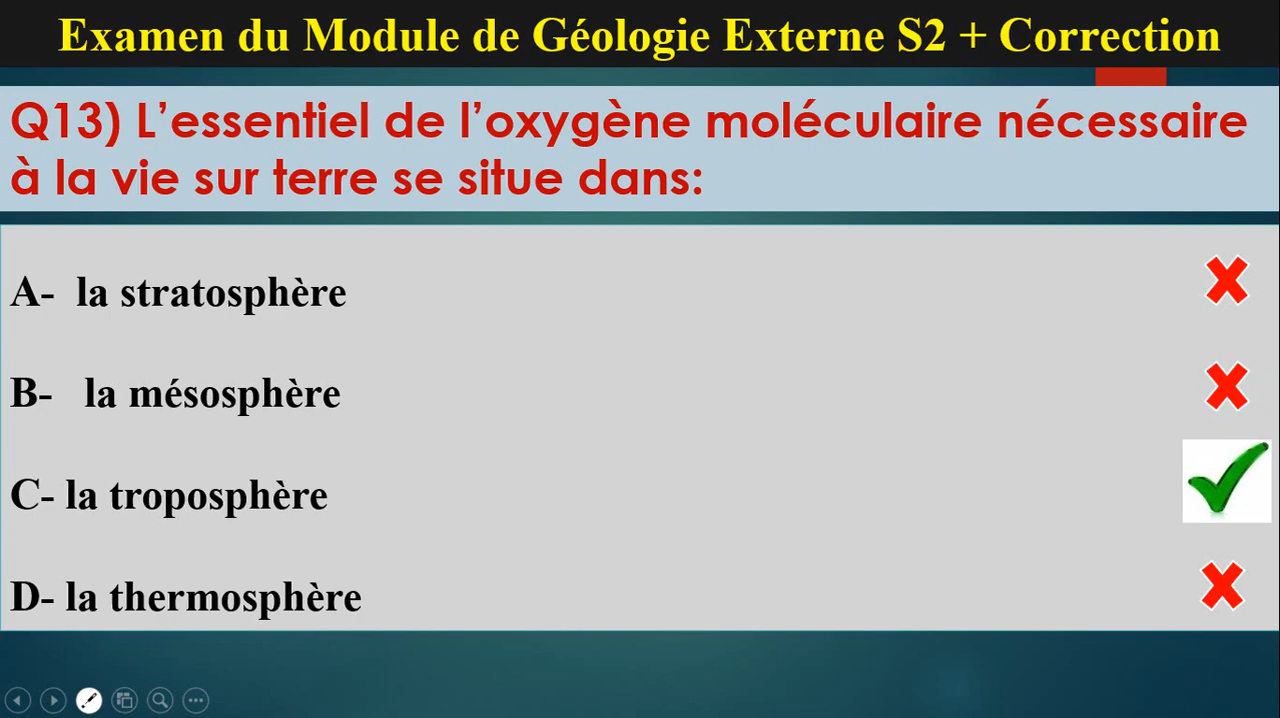 Examen du Module de Géologie Externe S2 + Correction
Q13) L’essentiel de l’oxygène moléculaire nécessaire
à la vie sur terre se situe dans:
A- la stratosphère
B- la mésosphère
C- la troposphère
D- la thermosphère